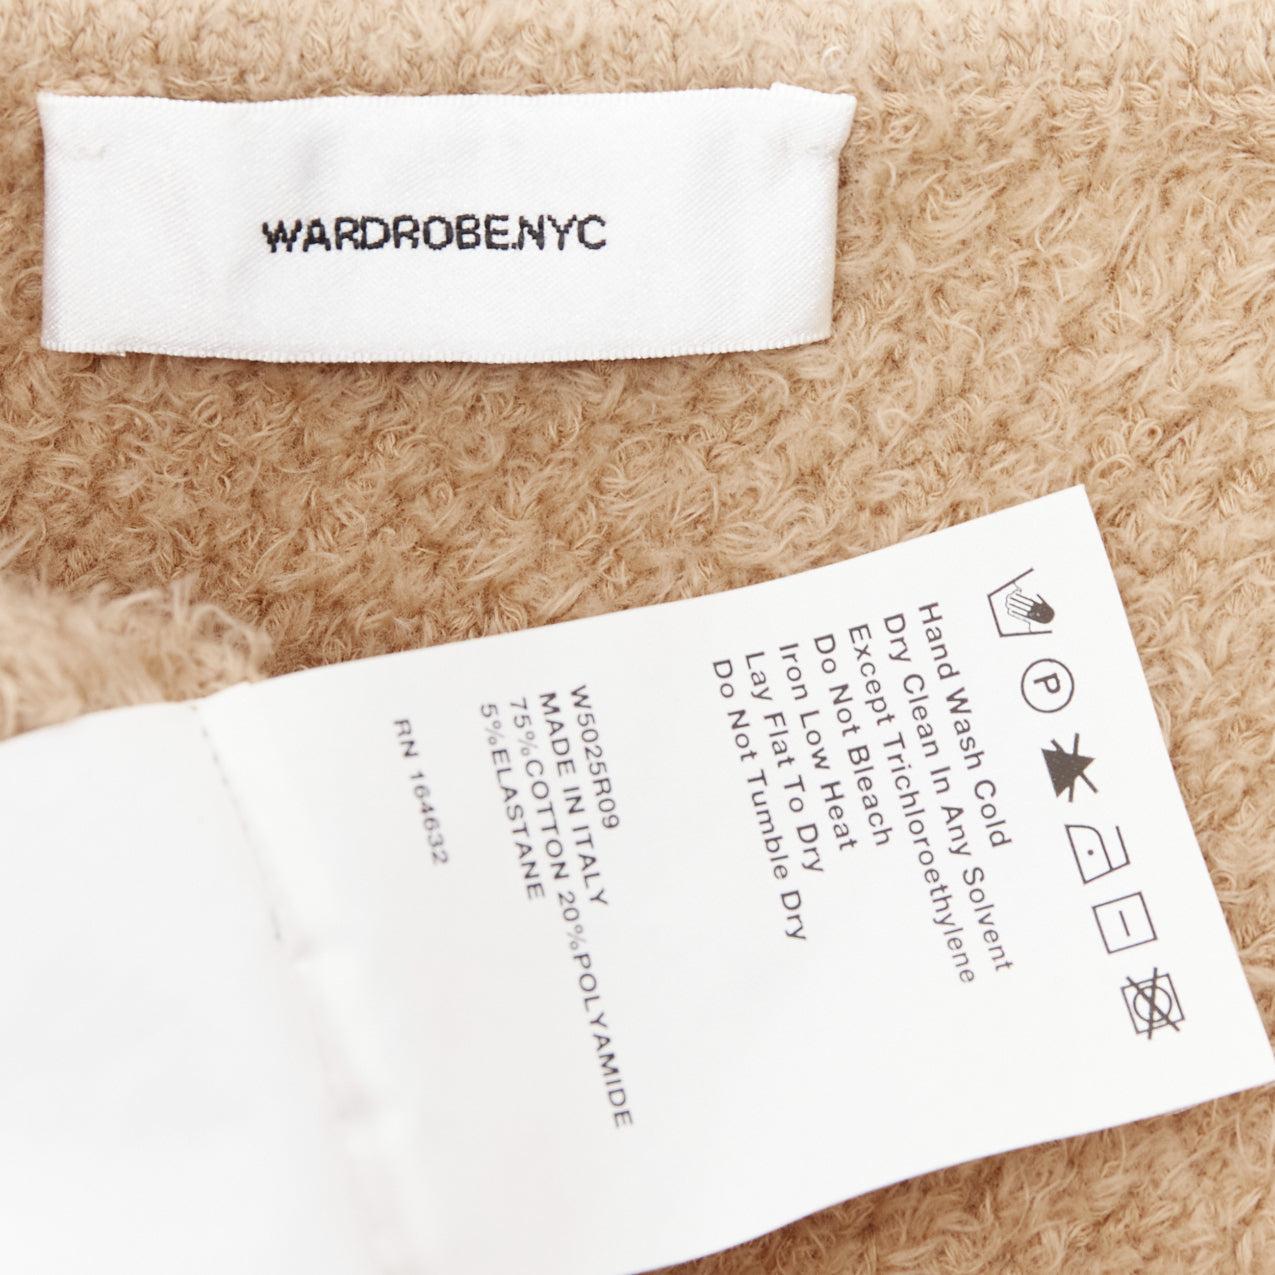 WARDROBE.NYC
P
Hand Wash Cold
Dry Clean In Any Solvent
Except Trichloroethylene
Do Not Bleach
Iron Low Heat
Lay Flat To Dry
Do Not Tumble Dry
W5025R09
MADE IN ITALY
75%COTTON 20%POLYAMIDE
5%ELASTANE
RN 164632